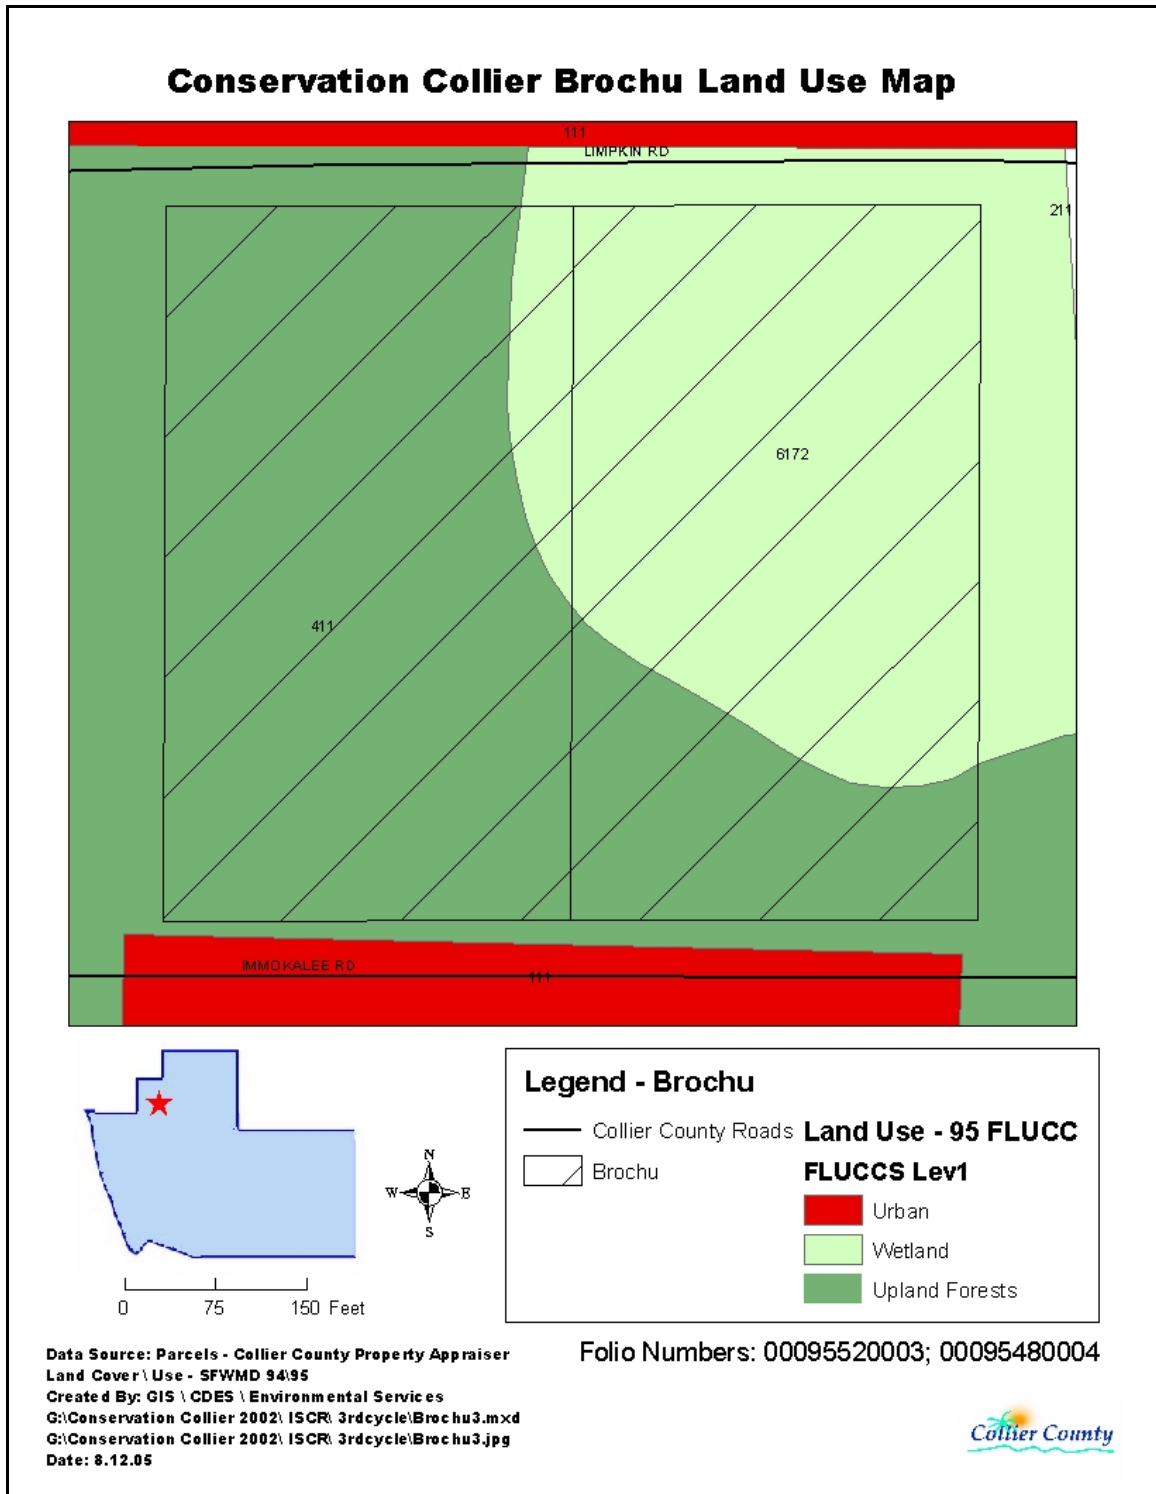 Conservation Collier Brochu Land Use Map
111
LIMPKIN RD
211
6172
411
IMMOKALEE RD
111
Legend - Brochu
Collier County Roads
Brochu
Land Use - 95 FLUCC
FLUCCS Lev1
Urban
Wetland
Upland Forests
N
W E
S
0 75 150 Feet
Folio Numbers: 00095520003; 00095480004
Data Source: Parcels - Collier County Property Appraiser
Land Cover \ Use - SFWMD 94\95
Created By: GIS \ CDES \ Environmental Services
G:\Conservation Collier 2002\ ISCR\ 3rdcycle\Brochu3.mxd
G:\Conservation Collier 2002\ ISCR\ 3rdcycle\Brochu3.jpg
Date: 8.12.05
Collier County